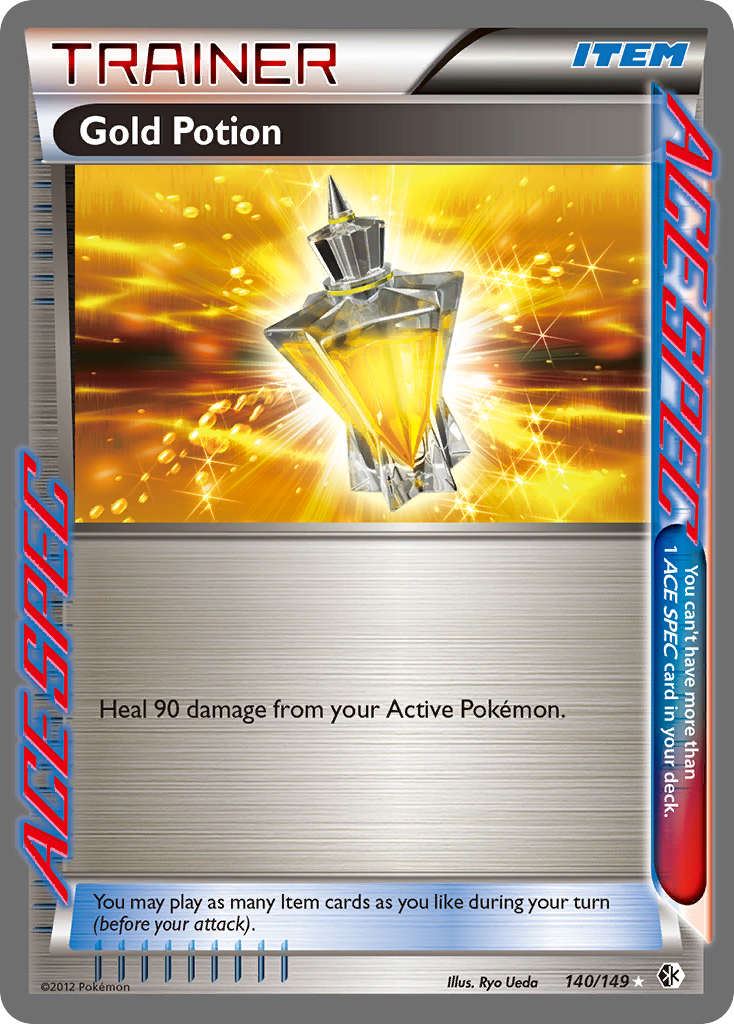 TRAINER
ITEM
Gold Potion
ACE SPEC
You can't have more than
1 ACE SPEC card in your deck.
ACE SPEC
Heal 90 damage from your Active Pokémon.
You may play as many Item cards as you like during your turn
(before your attack).
©2012 Pokémon
Illus. Ryo Ueda
140/149